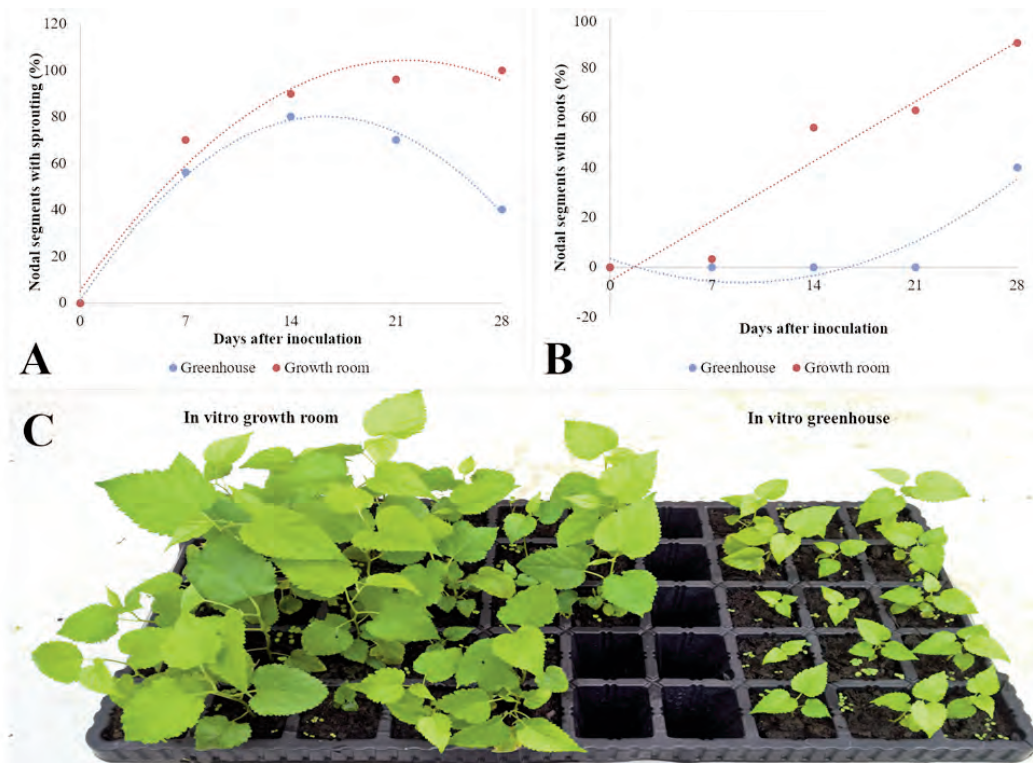 Nodal segments with sprouting (%)
120
100
80
60
40
20
0
0 7 14 21 28
Days after inoculation
Greenhouse Growth room
A
Nodal segments with roots (%)
100
80
60
40
20
0
-20
0 7 14 21 28
Days after inoculation
Greenhouse Growth room
B
C
In vitro growth room
In vitro greenhouse